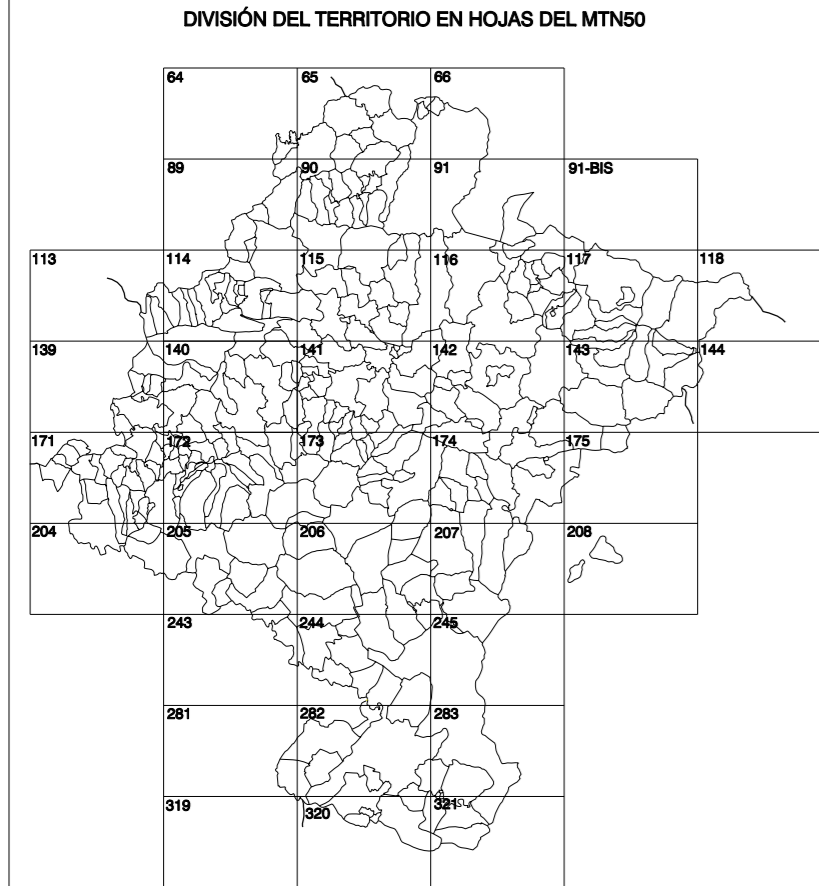 DIVISIÓN DEL TERRITORIO EN HOJAS DEL MTN50
64 65 66
89 90 91 91-BIS
113 114 115 116 117 118
139 140 141 142 143 144
171 172 173 174 175
204 205 206 207 208
243 244 245
281 282 283
319 320 321